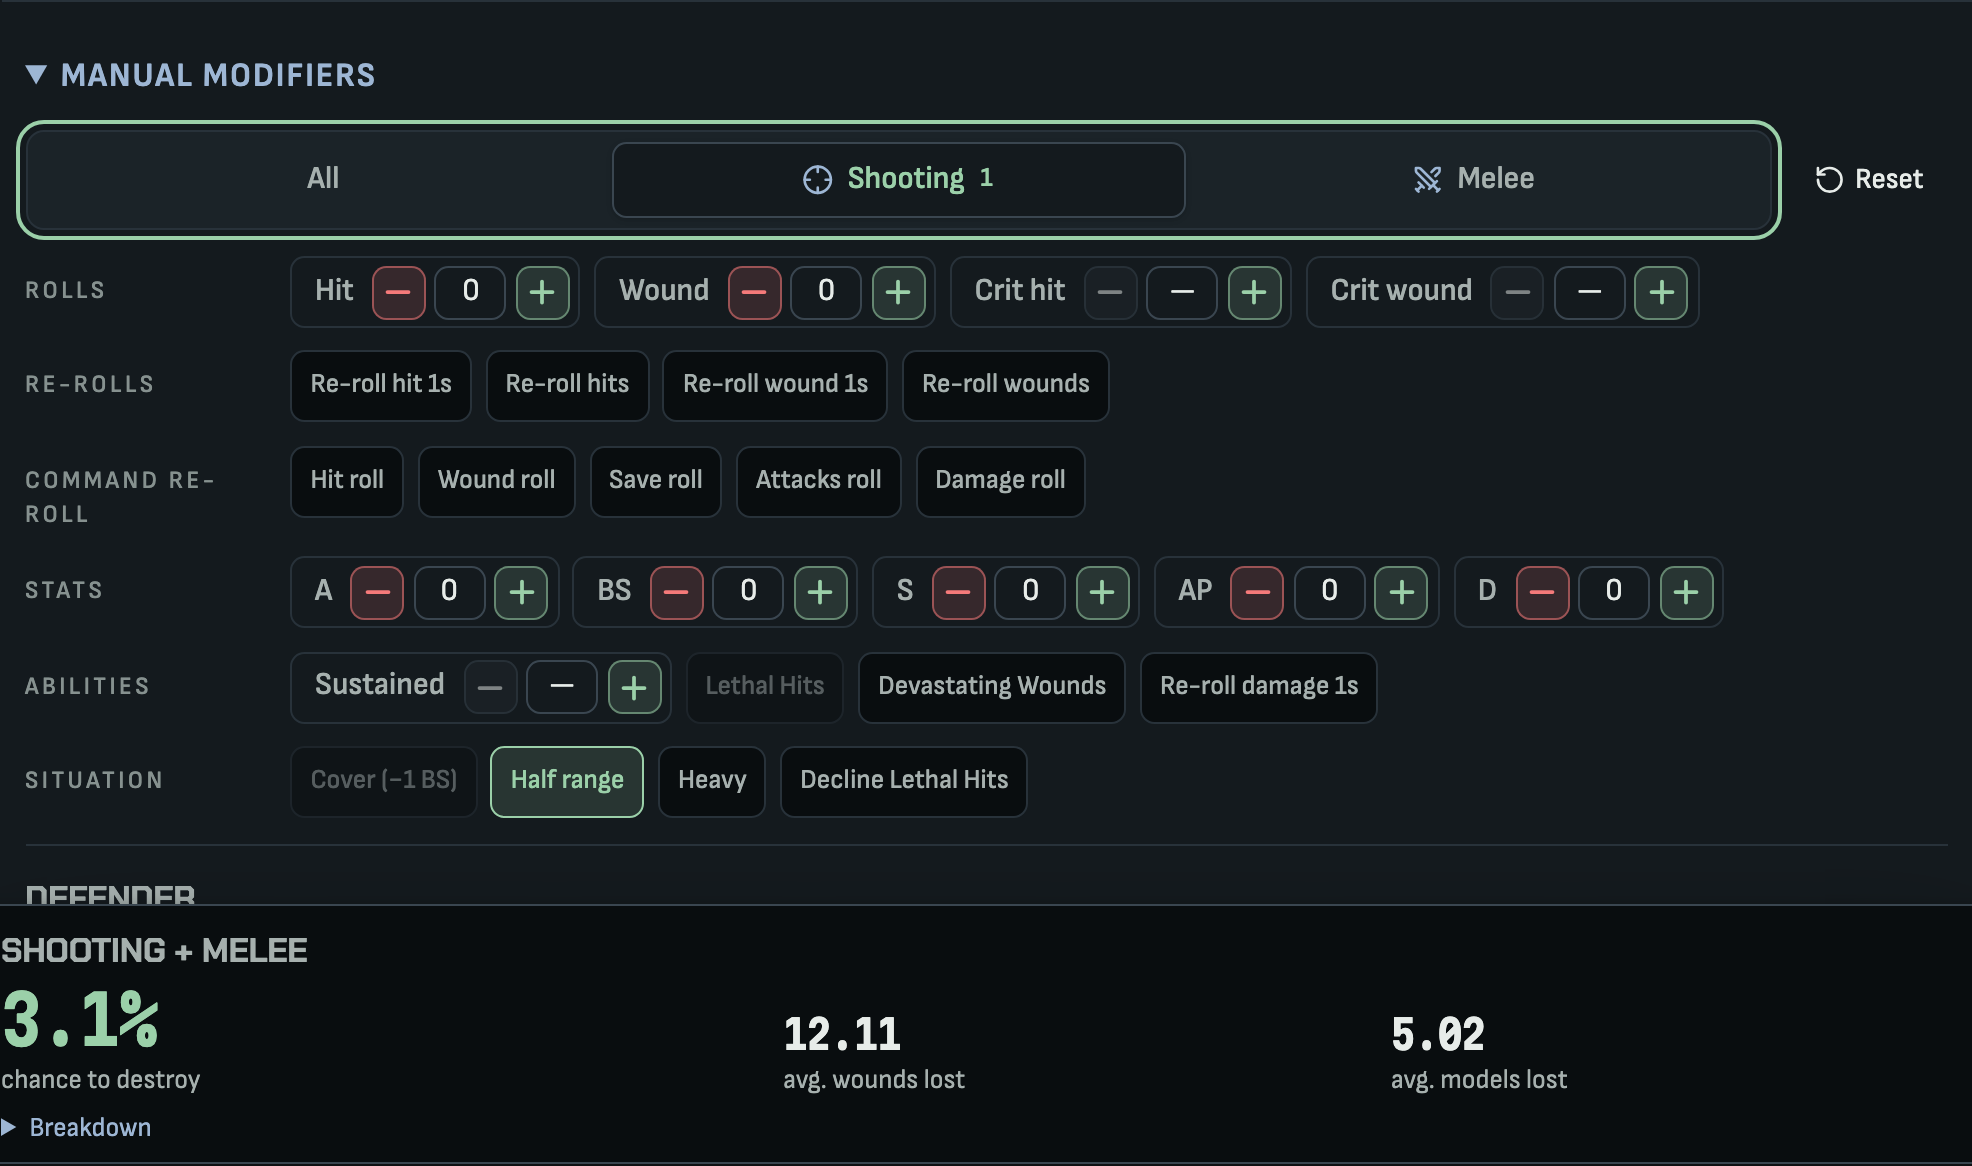 ▼ MANUAL MODIFIERS
All Shooting 1 Melee Reset
ROLLS Hit − 0 + Wound − 0 + Crit hit − – + Crit wound − – +
RE-ROLLS Re-roll hit 1s Re-roll hits Re-roll wound 1s Re-roll wounds
COMMAND RE-
ROLL Hit roll Wound roll Save roll Attacks roll Damage roll
STATS A − 0 + BS − 0 + S − 0 + AP − 0 + D − 0 +
ABILITIES Sustained − – + Lethal Hits Devastating Wounds Re-roll damage 1s
SITUATION Cover (−1 BS) Half range Heavy Decline Lethal Hits
DEFENDER
SHOOTING + MELEE
3.1% 12.11 5.02
chance to destroy avg. wounds lost avg. models lost
▶ Breakdown